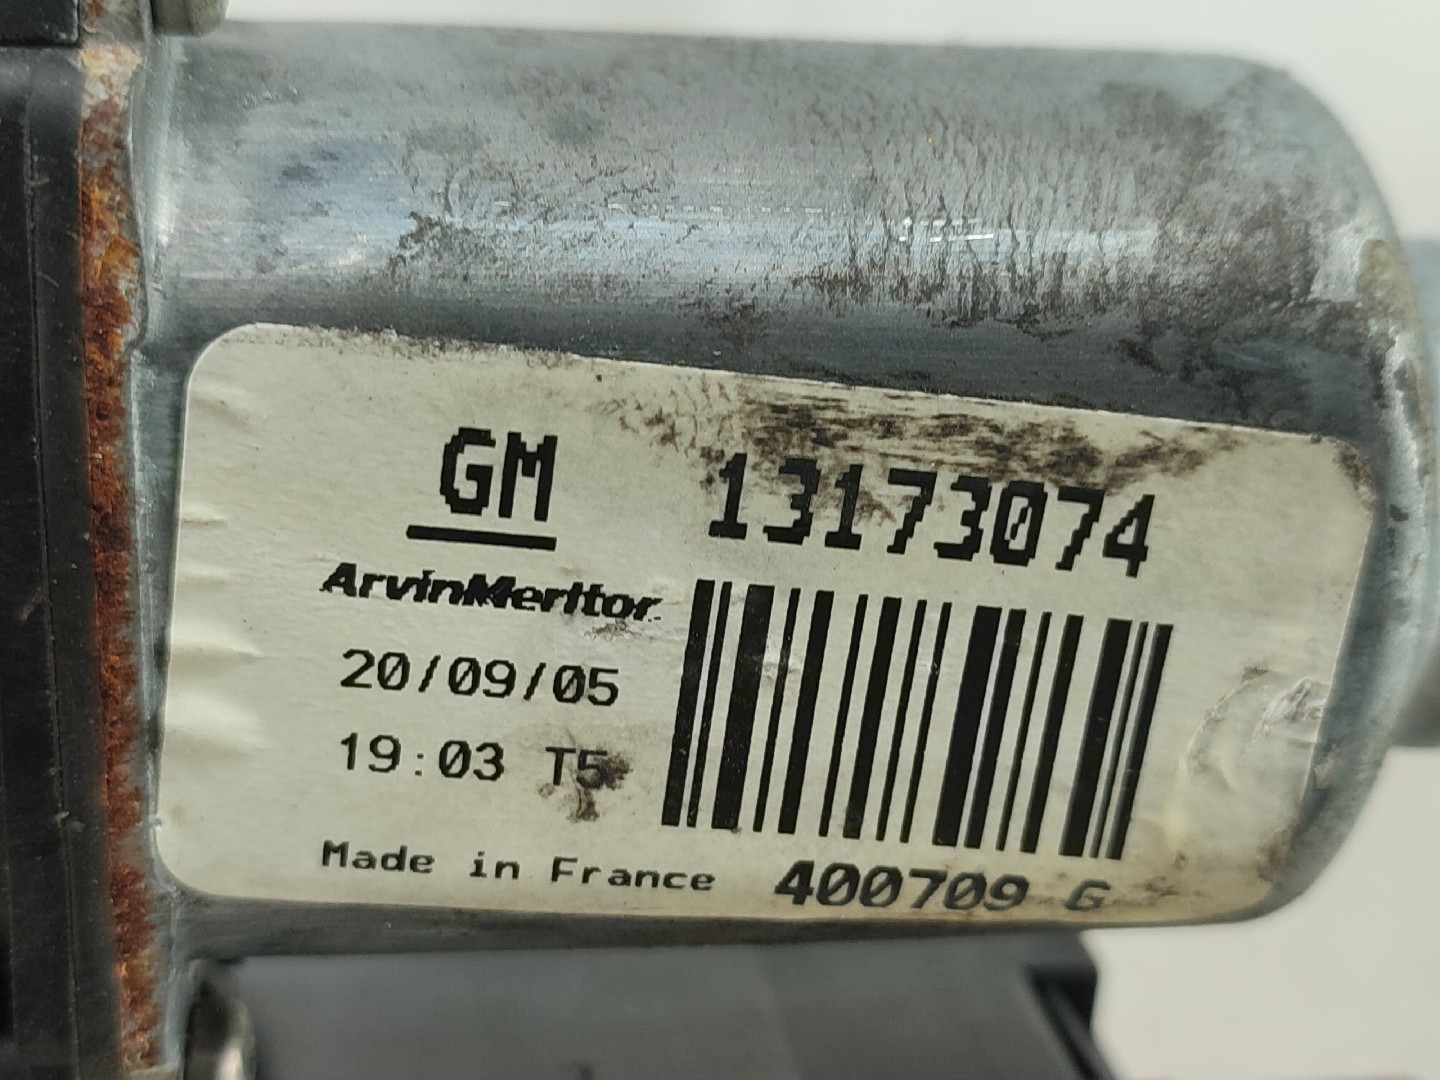 GM 13173074
ArvinMeritor
20/09/05
19:03 T5
Made in France 400709 G